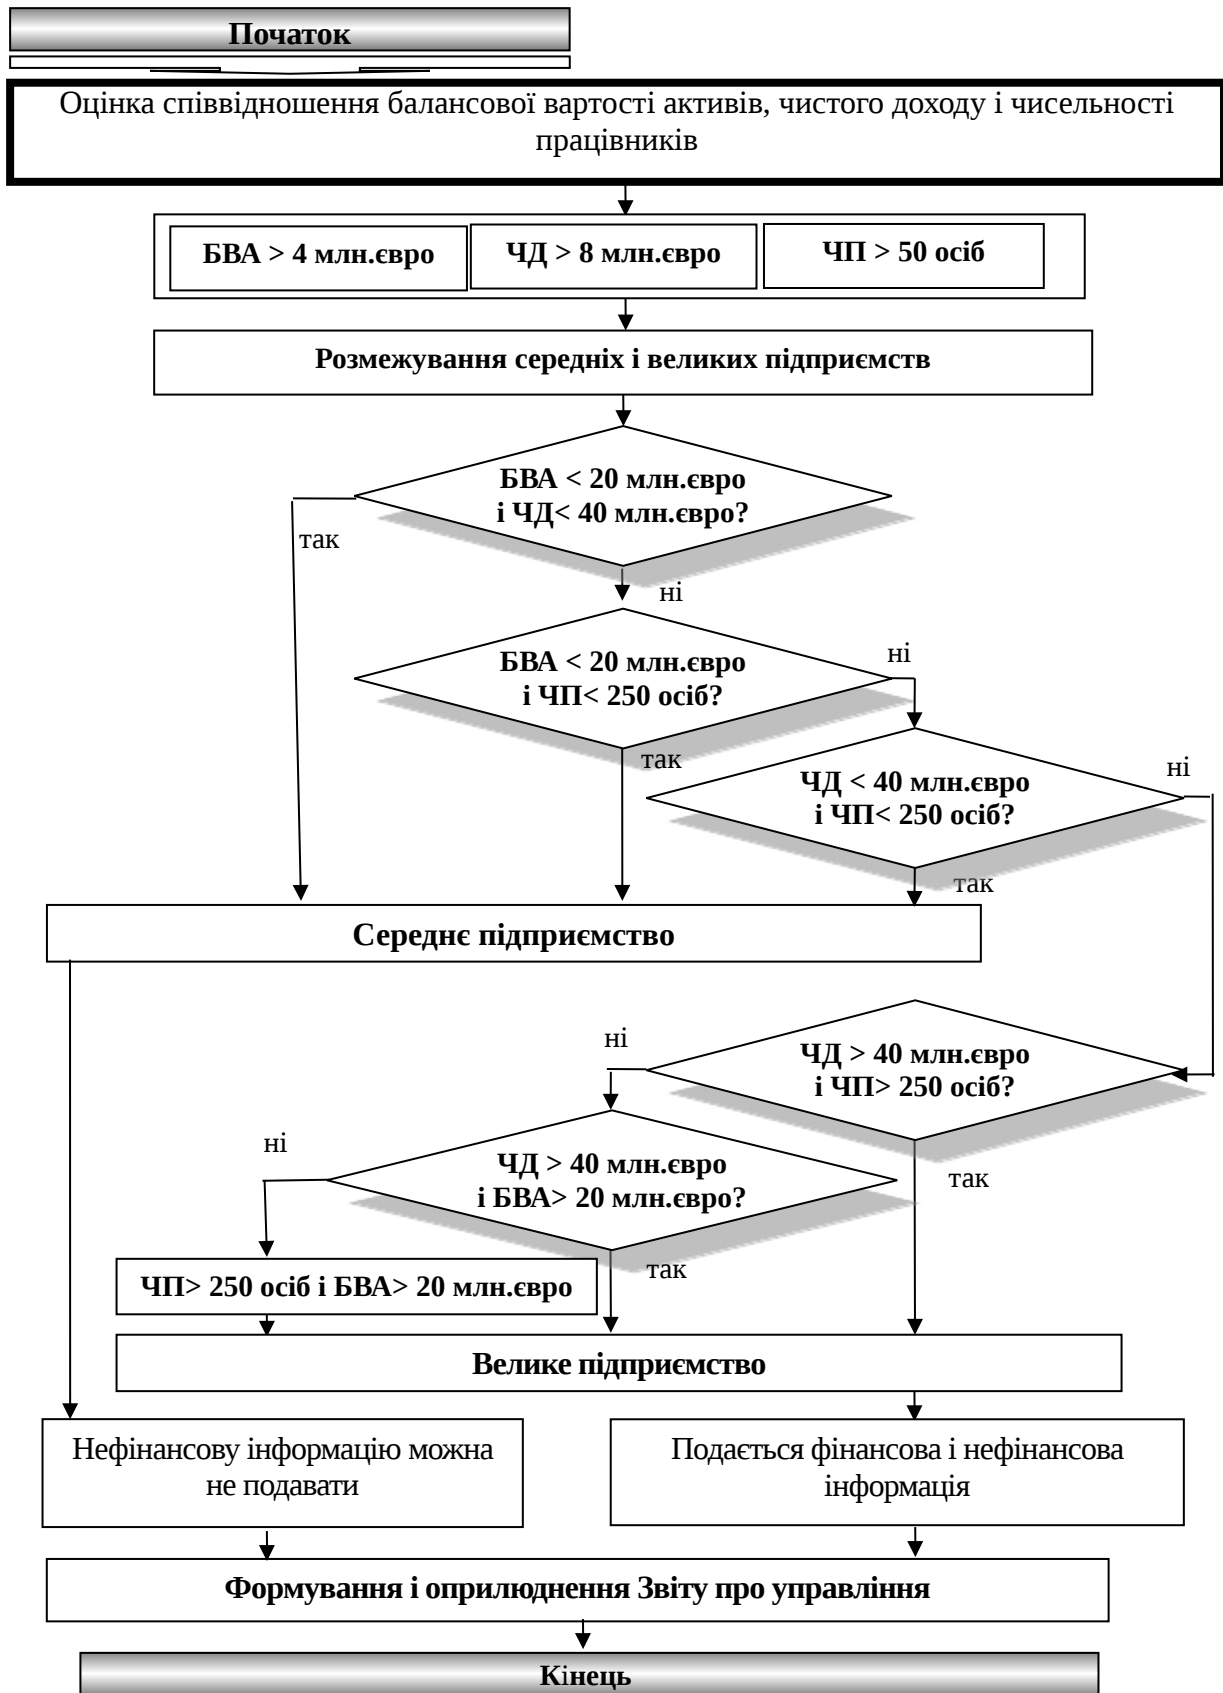 Початок
Оцінка співвідношення балансової вартості активів, чистого доходу і чисельності
працівників
БВА > 4 млн.євро
ЧД > 8 млн.євро
ЧП > 50 осіб
Розмежування середніх і великих підприємств
БВА < 20 млн.євро
і ЧД< 40 млн.євро?
так
ні
БВА < 20 млн.євро
і ЧП< 250 осіб?
ні
так
ЧД < 40 млн.євро
і ЧП< 250 осіб?
ні
так
Середнє підприємство
ЧД > 40 млн.євро
і ЧП> 250 осіб?
ні
так
ЧД > 40 млн.євро
і БВА> 20 млн.євро?
ні
так
ЧП> 250 осіб і БВА> 20 млн.євро
Велике підприємство
Нефінансову інформацію можна
не подавати
Подається фінансова і нефінансова
інформація
Формування і оприлюднення Звіту про управління
Кінець